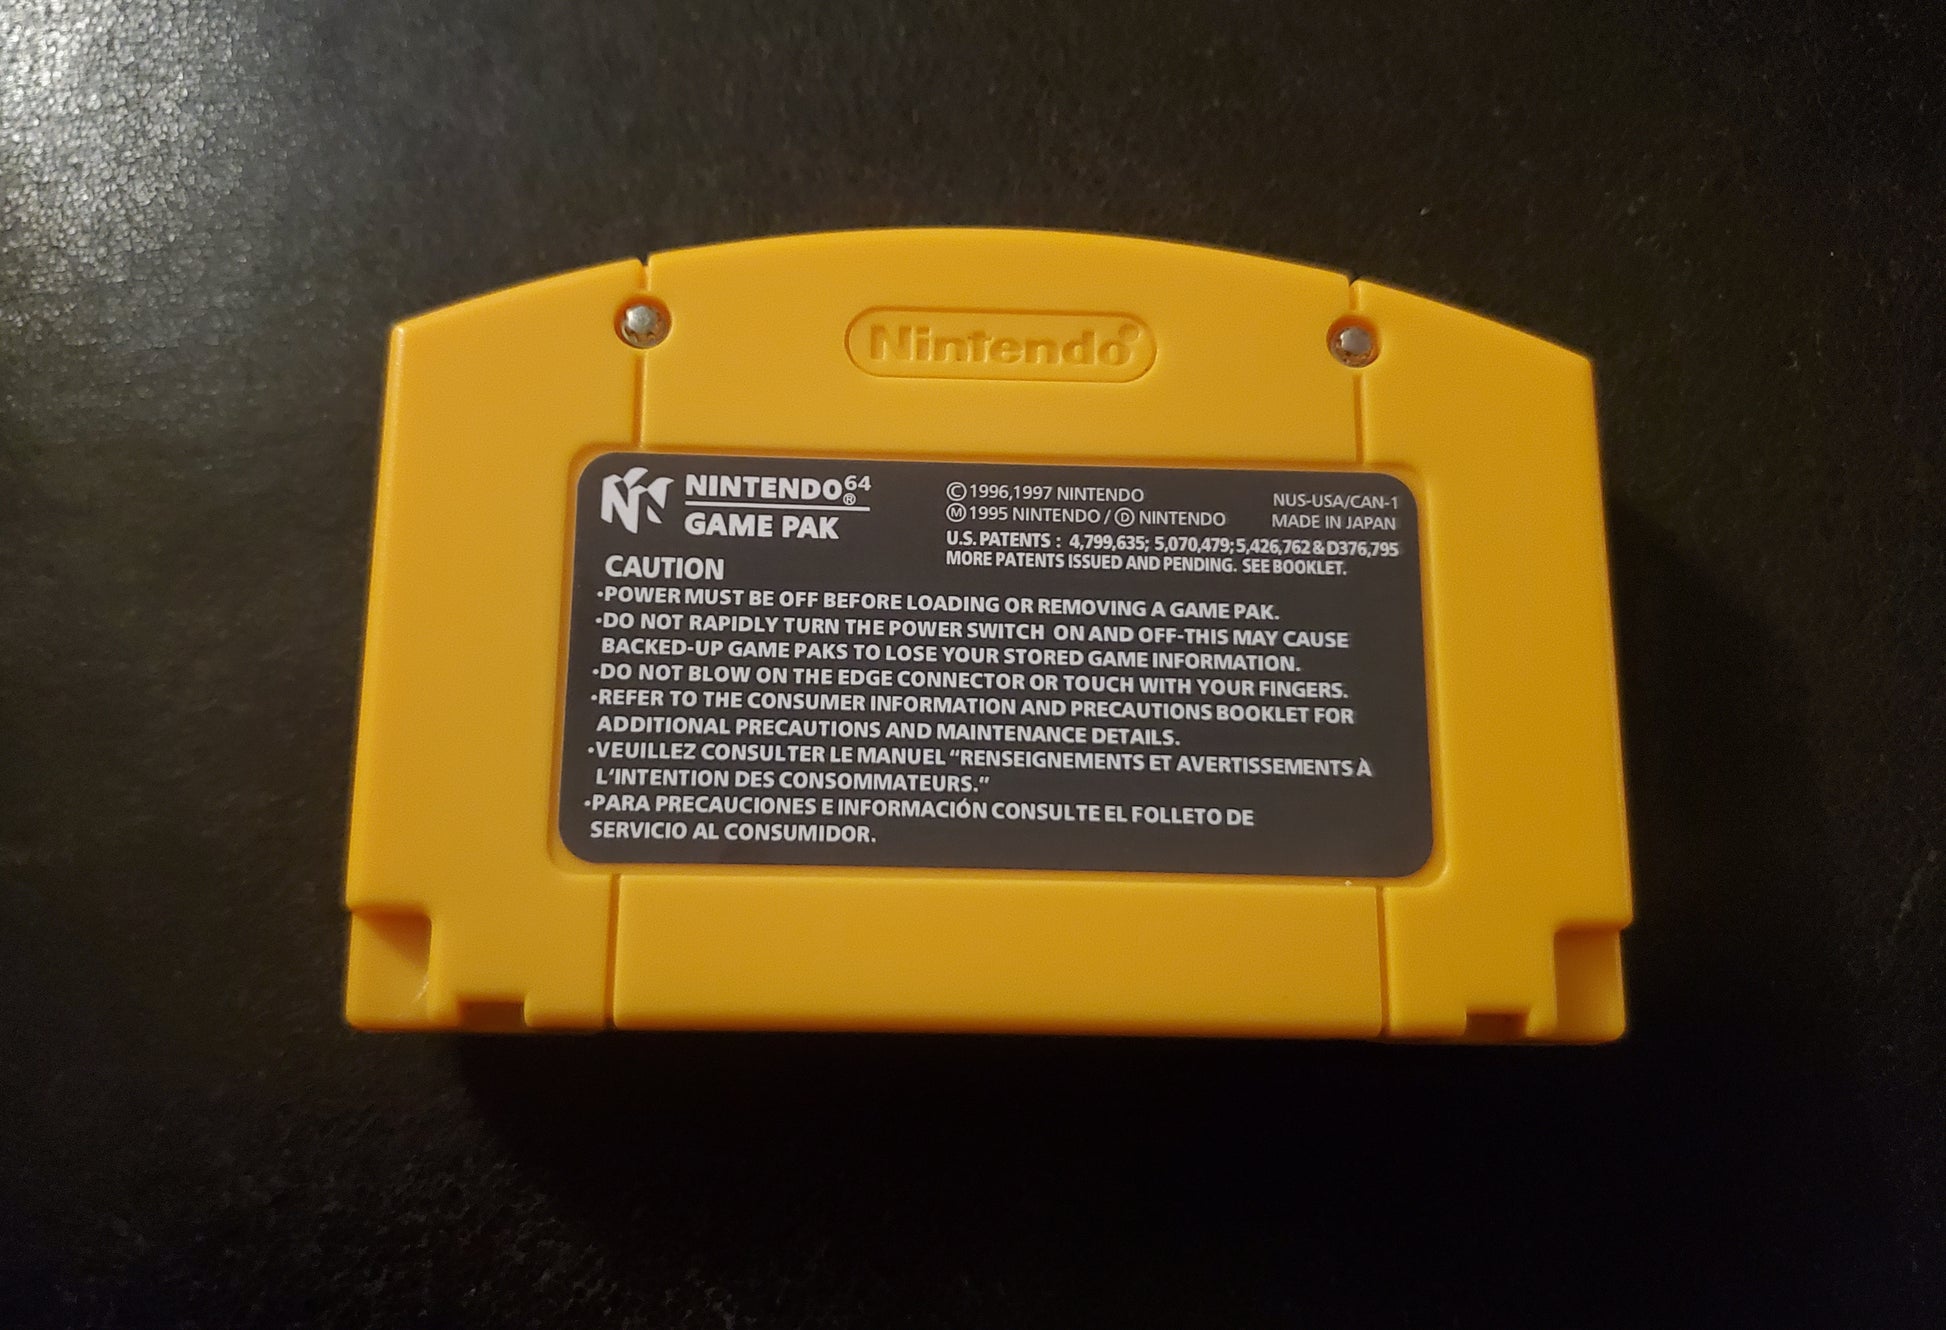 Nintendo
NINTENDO64®
GAME PAK
©1996,1997 NINTENDO
Ⓜ1995 NINTENDO / Ⓓ NINTENDO
NUS-USA/CAN-1
MADE IN JAPAN
U.S. PATENTS : 4,799,635; 5,070,479; 5,426,762 & D376,795
MORE PATENTS ISSUED AND PENDING. SEE BOOKLET.
CAUTION
•POWER MUST BE OFF BEFORE LOADING OR REMOVING A GAME PAK.
•DO NOT RAPIDLY TURN THE POWER SWITCH ON AND OFF-THIS MAY CAUSE
BACKED-UP GAME PAKS TO LOSE YOUR STORED GAME INFORMATION.
•DO NOT BLOW ON THE EDGE CONNECTOR OR TOUCH WITH YOUR FINGERS.
•REFER TO THE CONSUMER INFORMATION AND PRECAUTIONS BOOKLET FOR
ADDITIONAL PRECAUTIONS AND MAINTENANCE DETAILS.
•VEUILLEZ CONSULTER LE MANUEL “RENSEIGNEMENTS ET AVERTISSEMENTS À
L‘INTENTION DES CONSOMMATEURS.”
•PARA PRECAUCIONES E INFORMACIÓN CONSULTE EL FOLLETO DE
SERVICIO AL CONSUMIDOR.